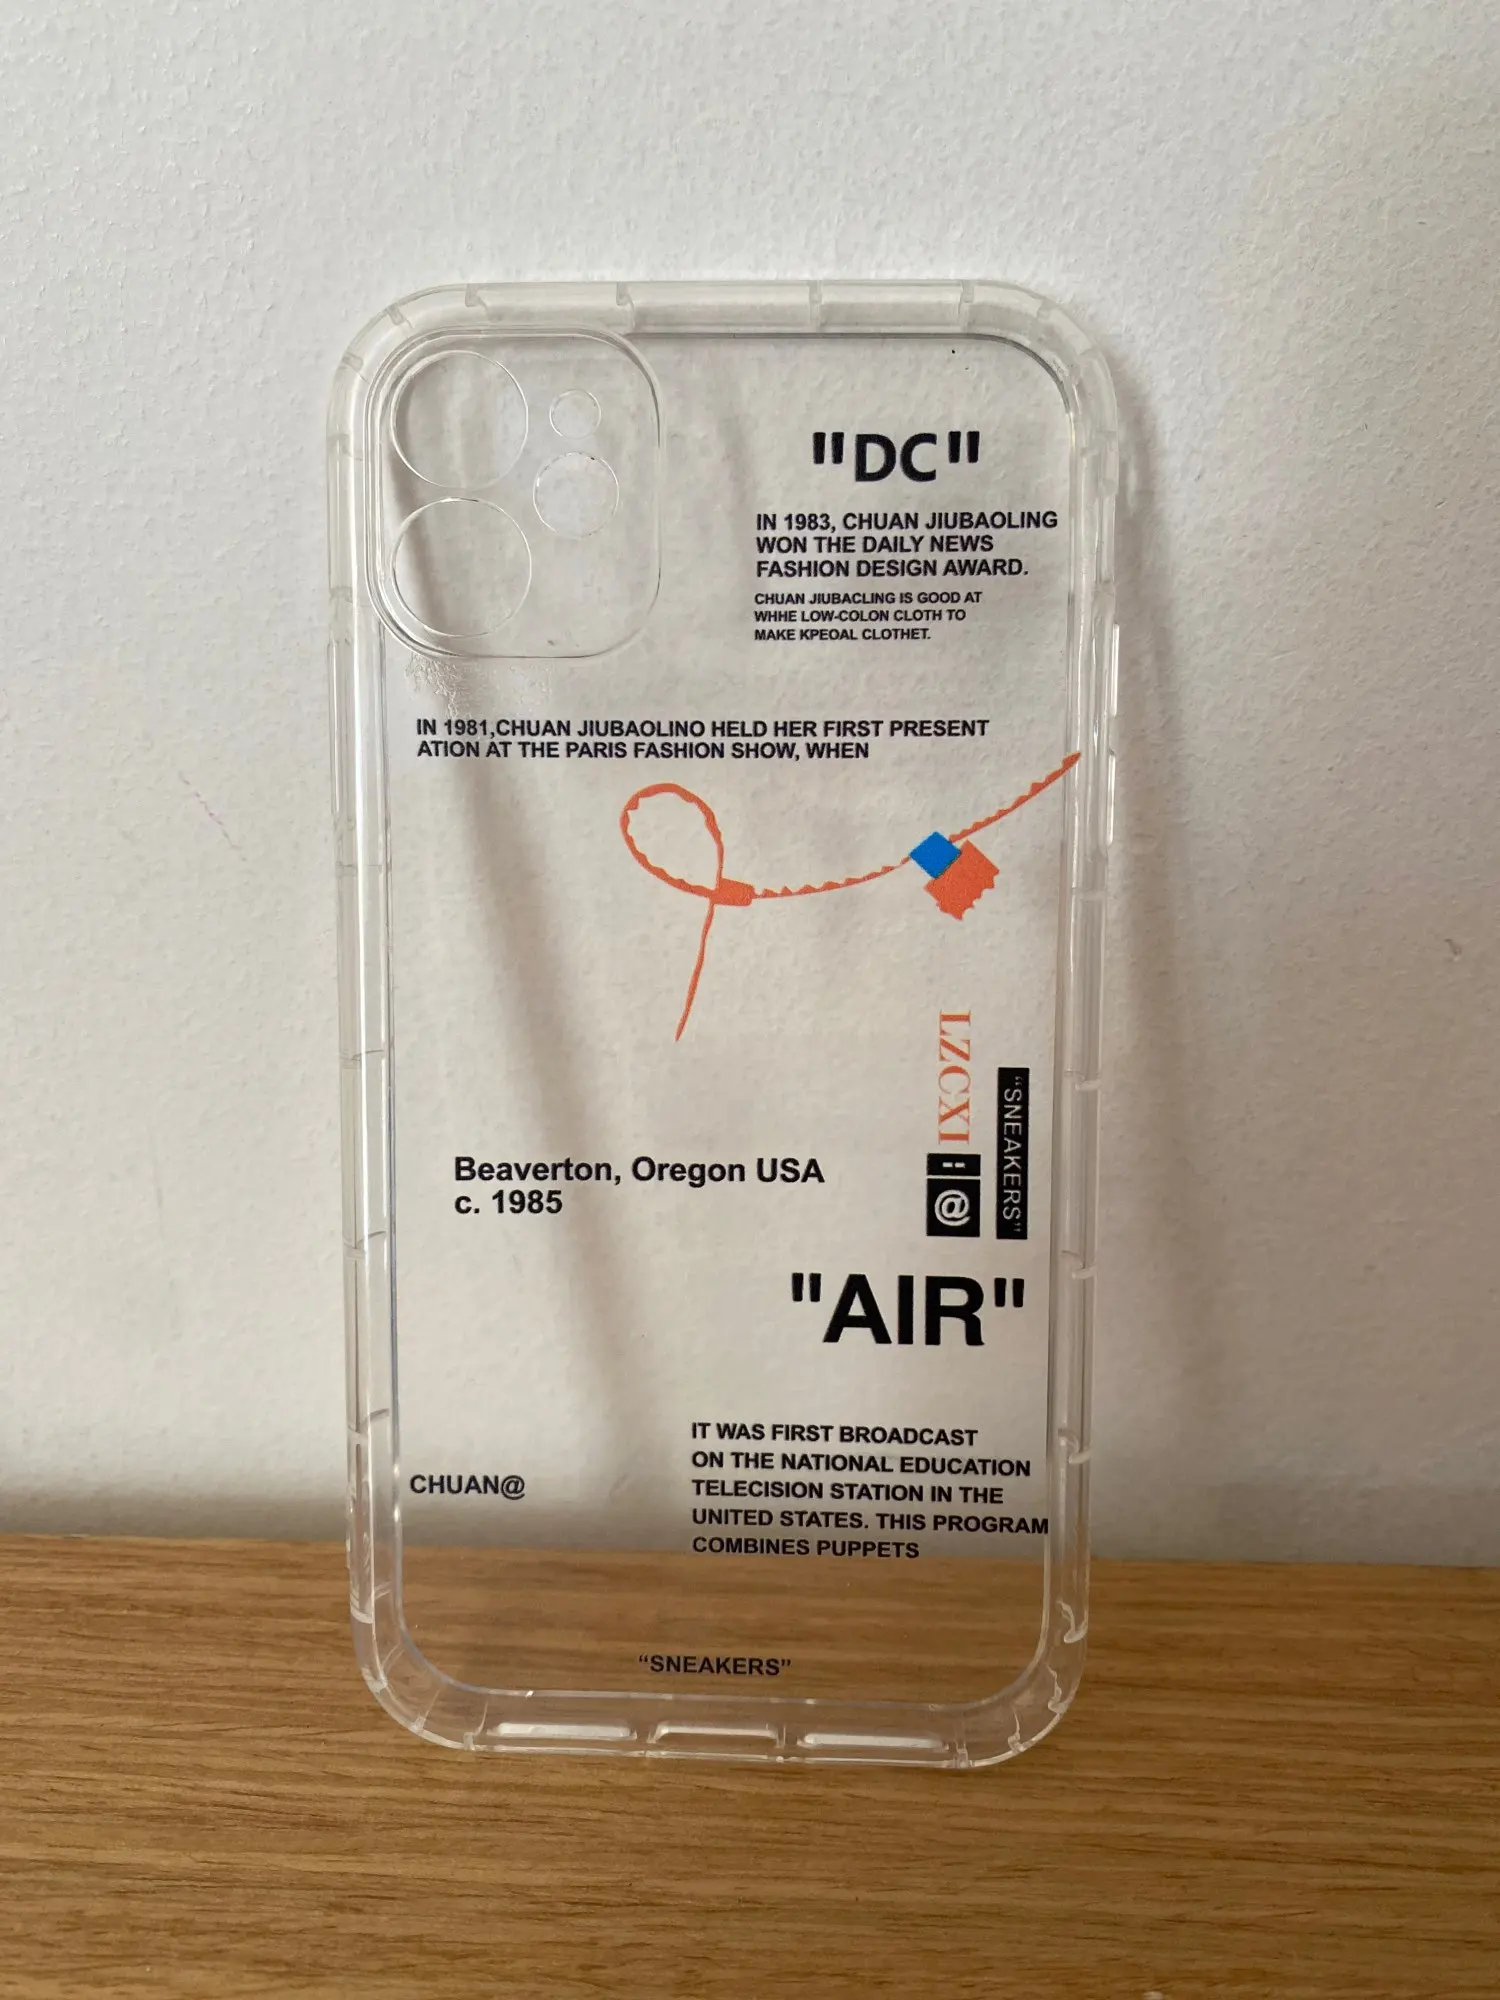 "DC"
IN 1983, CHUAN JIUBAOLING
WON THE DAILY NEWS
FASHION DESIGN AWARD.
CHUAN JIUBACLING IS GOOD AT
WHHE LOW-COLON CLOTH TO
MAKE KPEOAL CLOTHET.
IN 1981,CHUAN JIUBAOLINO HELD HER FIRST PRESENT
ATION AT THE PARIS FASHION SHOW, WHEN
LZCXI
:
@
"SNEAKERS"
Beaverton, Oregon USA
c. 1985
"AIR"
IT WAS FIRST BROADCAST
ON THE NATIONAL EDUCATION
TELECISION STATION IN THE
UNITED STATES. THIS PROGRAM
COMBINES PUPPETS
CHUAN@
“SNEAKERS”